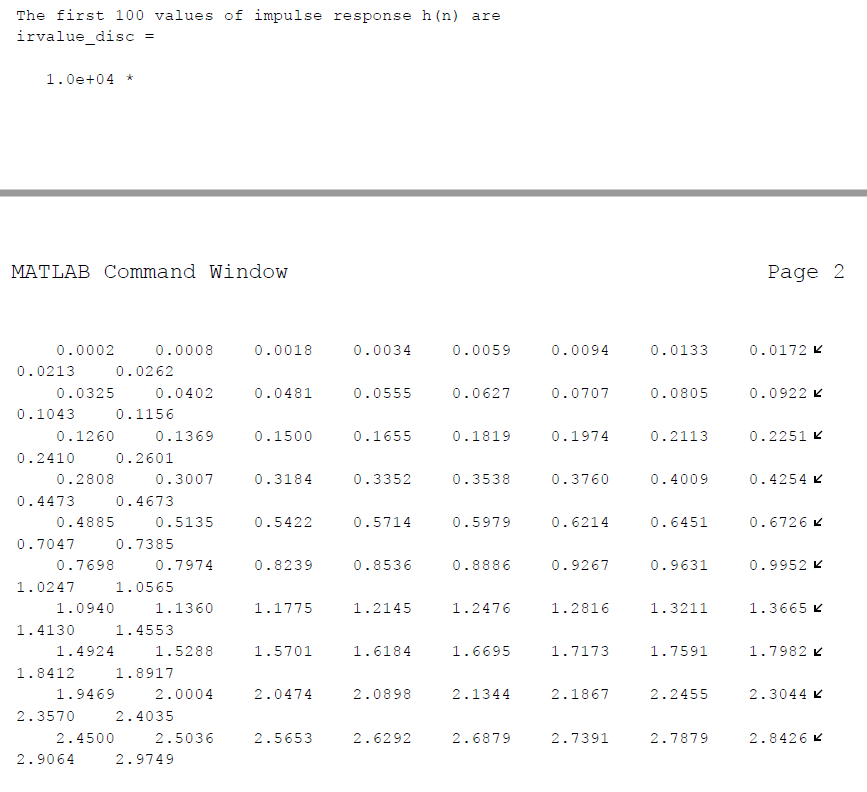 The first 100 values of impulse response h(n) are
irvalue_disc =
1.0e+04 *
MATLAB Command Window Page 2
0.0002 0.0008 0.0018 0.0034 0.0059 0.0094 0.0133 0.0172 ↙
0.0213 0.0262
0.0325 0.0402 0.0481 0.0555 0.0627 0.0707 0.0805 0.0922 ↙
0.1043 0.1156
0.1260 0.1369 0.1500 0.1655 0.1819 0.1974 0.2113 0.2251 ↙
0.2410 0.2601
0.2808 0.3007 0.3184 0.3352 0.3538 0.3760 0.4009 0.4254 ↙
0.4473 0.4673
0.4885 0.5135 0.5422 0.5714 0.5979 0.6214 0.6451 0.6726 ↙
0.7047 0.7385
0.7698 0.7974 0.8239 0.8536 0.8886 0.9267 0.9631 0.9952 ↙
1.0247 1.0565
1.0940 1.1360 1.1775 1.2145 1.2476 1.2816 1.3211 1.3665 ↙
1.4130 1.4553
1.4924 1.5288 1.5701 1.6184 1.6695 1.7173 1.7591 1.7982 ↙
1.8412 1.8917
1.9469 2.0004 2.0474 2.0898 2.1344 2.1867 2.2455 2.3044 ↙
2.3570 2.4035
2.4500 2.5036 2.5653 2.6292 2.6879 2.7391 2.7879 2.8426 ↙
2.9064 2.9749